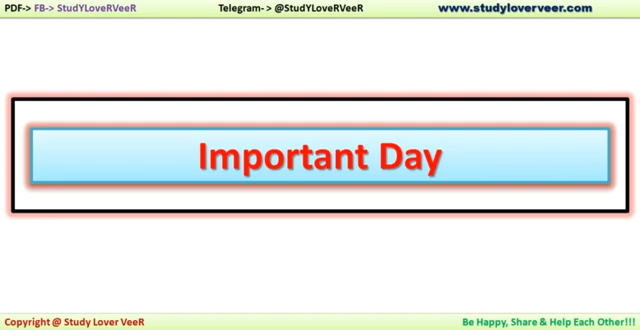 PDF-> FB-> StudYLoveRVeeR Telegram- > @StudYLoveRVeeR www.studyloverveer.com
Important Day
Copyright @ Study Lover VeeR Be Happy, Share & Help Each Other!!!